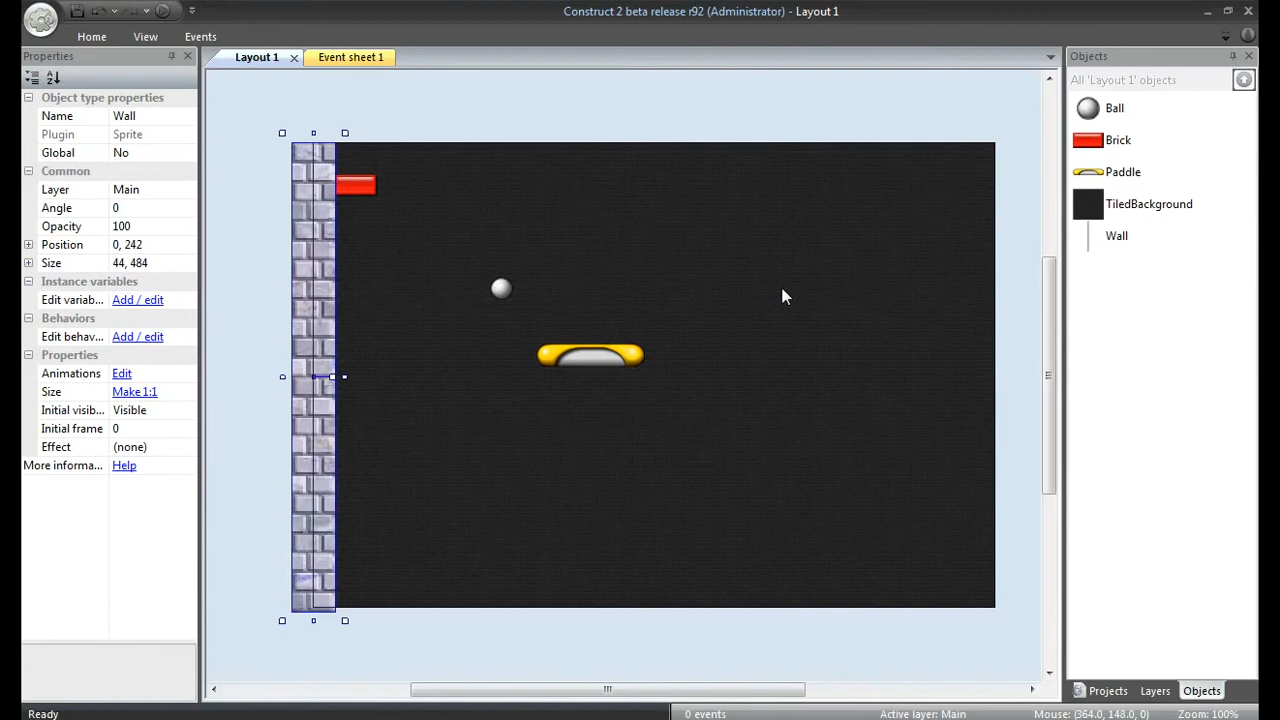 Construct 2 beta release r92 (Administrator) - Layout 1
Home View Events
Properties
Layout 1 Event sheet 1
Objects
All 'Layout 1' objects
Object type properties
Name Wall
Plugin Sprite
Global No
Common
Layer Main
Angle 0
Opacity 100
Position 0, 242
Size 44, 484
Instance variables
Edit variab... Add / edit
Behaviors
Edit behav... Add / edit
Properties
Animations Edit
Size Make 1:1
Initial visib... Visible
Initial frame 0
Effect (none)
More informa... Help
Ball
Brick
Paddle
TiledBackground
Wall
Projects Layers Objects
Ready
0 events
Active layer: Main
Mouse: (364.0, 148.0, 0)
Zoom: 100%